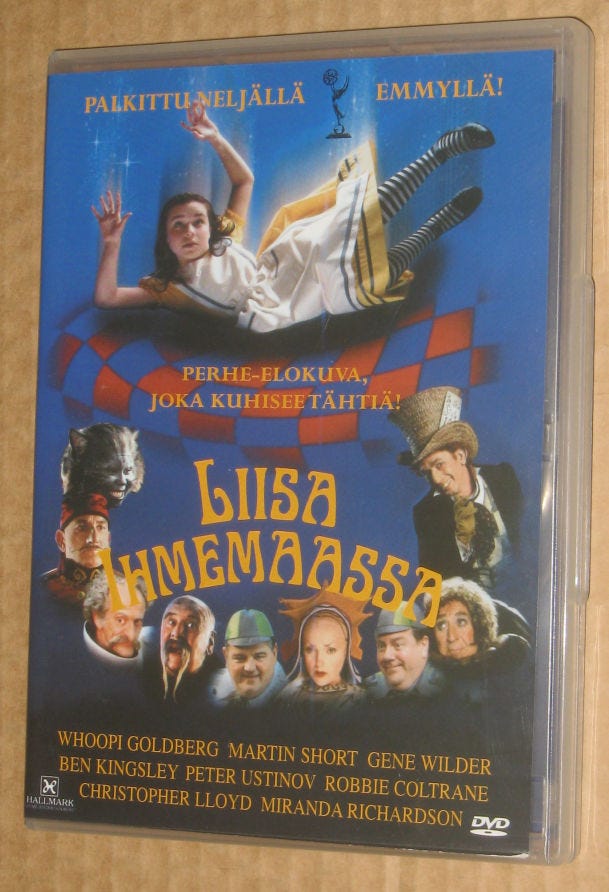 PALKITTU NELJÄLLÄ EMMYLLÄ!
PERHE-ELOKUVA,
JOKA KUHISEE TÄHTIÄ!
LIISA
IHMEMAASSA
WHOOPI GOLDBERG MARTIN SHORT GENE WILDER
BEN KINGSLEY PETER USTINOV ROBBIE COLTRANE
CHRISTOPHER LLOYD MIRANDA RICHARDSON
HALLMARK
DVD